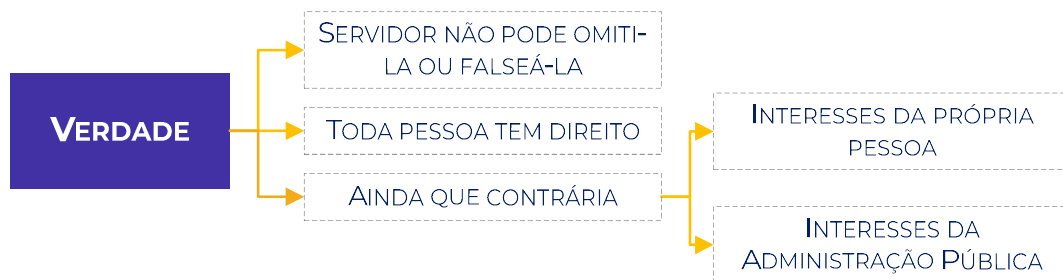 VERDADE
SERVIDOR NÃO PODE OMITI-
LA OU FALSEÁ-LA
TODA PESSOA TEM DIREITO
AINDA QUE CONTRÁRIA
INTERESSES DA PRÓPRIA
PESSOA
INTERESSES DA
ADMINISTRAÇÃO PÚBLICA